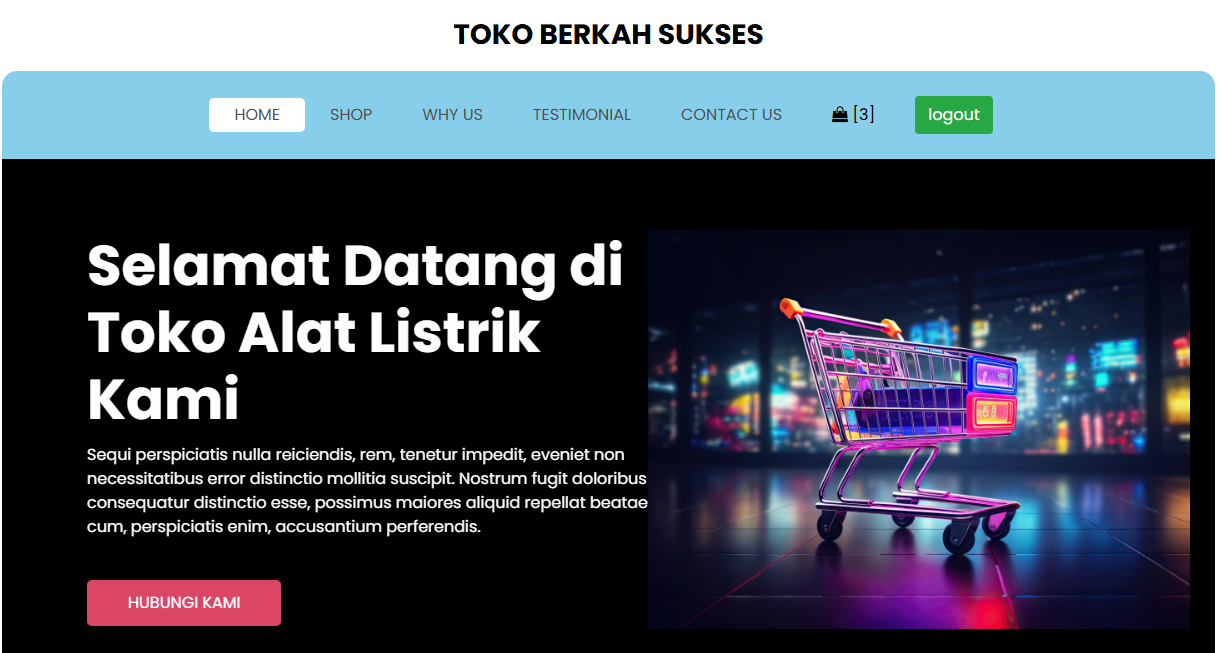 TOKO BERKAH SUKSES
HOME SHOP WHY US TESTIMONIAL CONTACT US [3] logout
Selamat Datang di
Toko Alat Listrik
Kami
Sequi perspiciatis nulla reiciendis, rem, tenetur impedit, eveniet non
necessitatibus error distinctio mollitia suscipit. Nostrum fugit doloribus
consequatur distinctio esse, possimus maiores aliquid repellat beatae
cum, perspiciatis enim, accusantium perferendis.
HUBUNGI KAMI